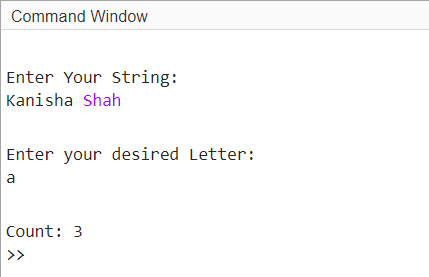 Command Window
Enter Your String:
Kanisha Shah
Enter your desired Letter:
a
Count: 3
>>